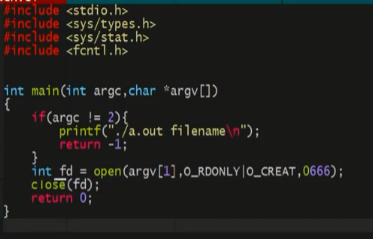 #include <stdio.h>
#include <sys/types.h>
#include <sys/stat.h>
#include <fcntl.h>
int main(int argc,char *argv[])
{
    if(argc != 2){
        printf("./a.out filename\n");
        return -1;
    }
    int fd = open(argv[1],O_RDONLY|O_CREAT,0666);
    close(fd);
    return 0;
}